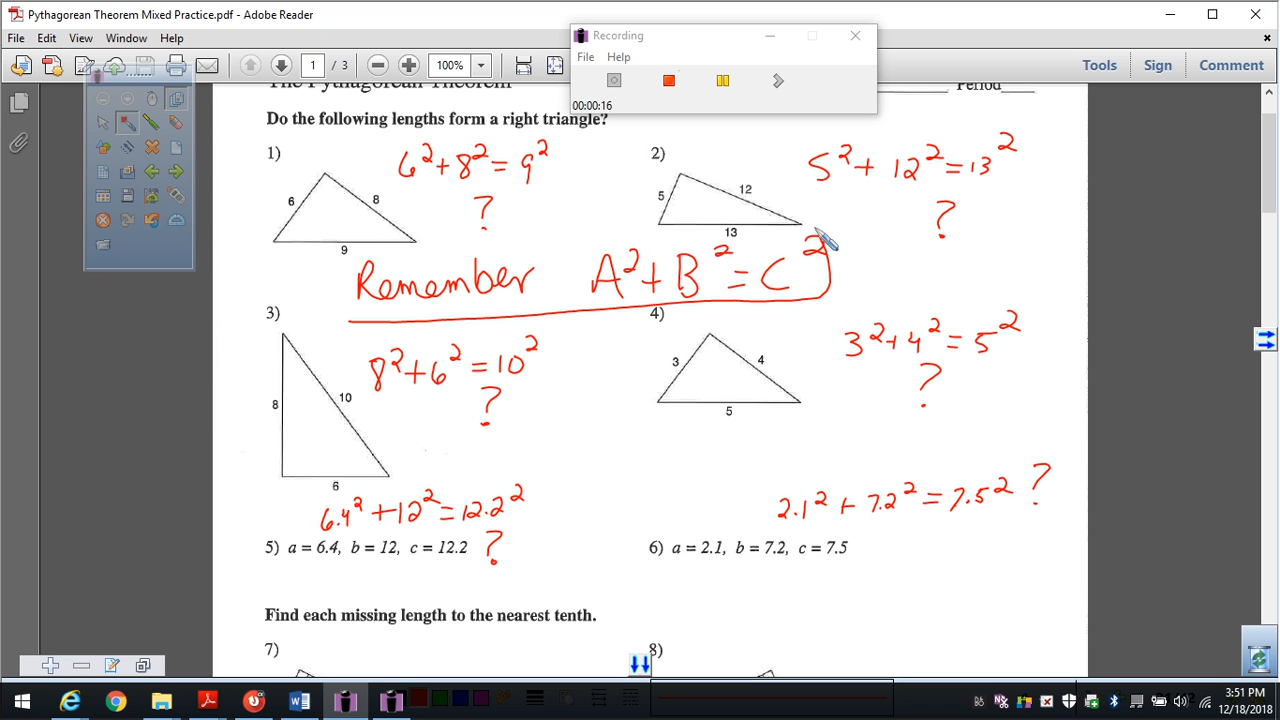 Pythagorean Theorem Mixed Practice.pdf - Adobe Reader
File Edit View Window Help
Recording
File Help
00:00:16
1 / 3
100%
Tools Sign Comment
The Pythagorean Theorem
Period
Do the following lengths form a right triangle?
1)
6² + 8² = 9²
?
6
8
9
2)
5² + 12² = 13²
?
5
12
13
Remember A² + B² = C²
3)
8² + 6² = 10²
?
8
10
6
4)
3² + 4² = 5²
?
3
4
5
6.4² + 12² = 12.2²
?
5) a = 6.4, b = 12, c = 12.2
2.1² + 7.2² = 7.5² ?
6) a = 2.1, b = 7.2, c = 7.5
Find each missing length to the nearest tenth.
7)
8)
3:51 PM
12/18/2018